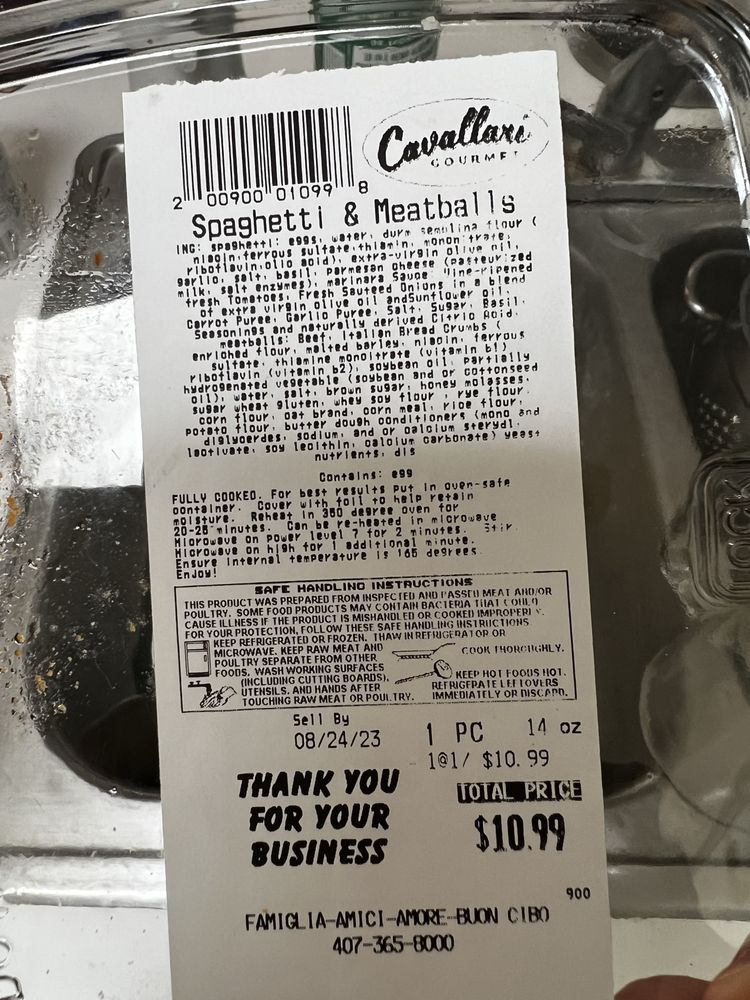 Cavallari
GOURMET
2 00900 01099 8
Spaghetti & Meatballs
ING: spaghetti: eggs, water, durm semolina flour (
niacin, ferrous sulfate, thiamin, monon trate,
riboflavin, olio acid), extra-virgin olive oil,
garlic, salt, basil, parmesan cheese (pasteurized
milk, salt enzymes), marinara Sauce Vine-ripened
fresh Tomatoes, Fresh Sauteed Onions in a blend
of extra virgin olive oil andSunflower oil,
Carrot Puree, Garlic Puree, Salt, Sugar, Basil,
Seasonings and naturally derived Citric Acid.
meatballs: Beef, Italian Bread Crumbs (
enriched flour, malted barley, niacin, ferrous
sulfate, thiamine monoitrate (vitamin b1)
riboflavin (vitamin b2), soybean oil, partially
hydrogenated vegetable (soybean and or cottonseed
oil), water, salt, brown sugar, honey molasses,
sugar wheat gluten, whey soy flour, rye flour,
corn flour, oat brand, corn meal, rice flour,
potato flour, butter dough conditioners (mono and
diglyoerdes, sodium, and or calcium sterydl
lactivate, soy lecithin, calcium carbonate) yeast
nutrients, dis
Contains: egg
FULLY COOKED. For best results put in oven-safe
container. Cover with foil to help retain
moisture. Reheat in 350 degree oven for
20-25 minutes. Can be re-heated in microwave
Microwave on power level 7 for 2 minutes. Stir.
Microwave on high for 1 additional minute.
Ensure internal temperature is 165 degrees.
Enjoy!
SAFE HANDLING INSTRUCTIONS
THIS PRODUCT WAS PREPARED FROM INSPECTED AND PASSED MEAT AND/OR
POULTRY. SOME FOOD PRODUCTS MAY CONTAIN BACTERIA THAT COULD
CAUSE ILLNESS IF THE PRODUCT IS MISHANDLED OR COOKED IMPROPERLY.
FOR YOUR PROTECTION, FOLLOW THESE SAFE HANDLING INSTRUCTIONS
KEEP REFRIGERATED OR FROZEN. THAW IN REFRIGERATOR OR
MICROWAVE. KEEP RAW MEAT AND
POULTRY SEPARATE FROM OTHER
FOODS. WASH WORKING SURFACES
(INCLUDING CUTTING BOARDS),
UTENSILS, AND HANDS AFTER
TOUCHING RAW MEAT OR POULTRY.
COOK THOROUGHLY.
KEEP HOT FOODS HOT.
REFRIGERATE LEFTOVERS
IMMEDIATELY OR DISCARD.
Sell By
08/24/23
1 PC 14 oz
1@1/ $10.99
TOTAL PRICE
$10.99
THANK YOU
FOR YOUR
BUSINESS
900
FAMIGLIA-AMICI-AMORE-BUON CIBO
407-365-8000